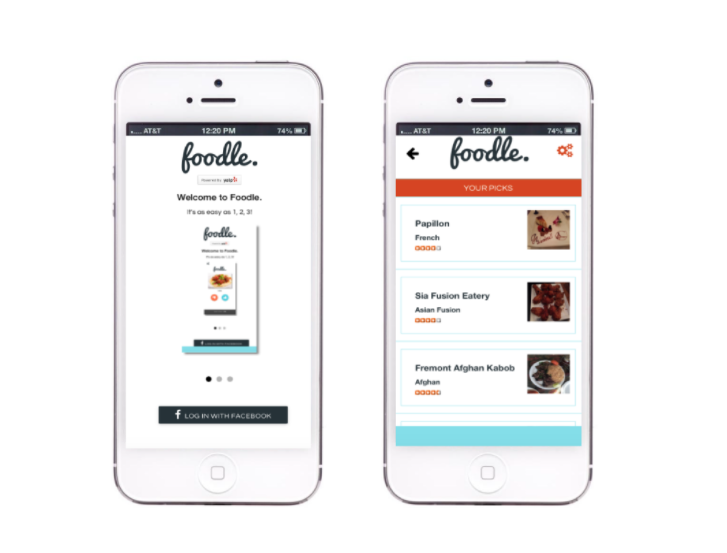 AT&T 12:20 PM 74%
foodle.
Powered By yelp
Welcome to Foodle.
It's as easy as 1, 2, 3!
foodle.
Welcome to Foodle.
foodle.
LOG IN WITH FACEBOOK
AT&T 12:20 PM 74%
foodle.
YOUR PICKS
Papillon
French
Sia Fusion Eatery
Asian Fusion
Fremont Afghan Kabob
Afghan